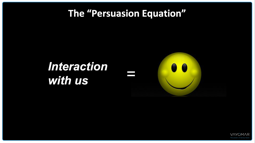 The “Persuasion Equation”
Interaction
with us
=